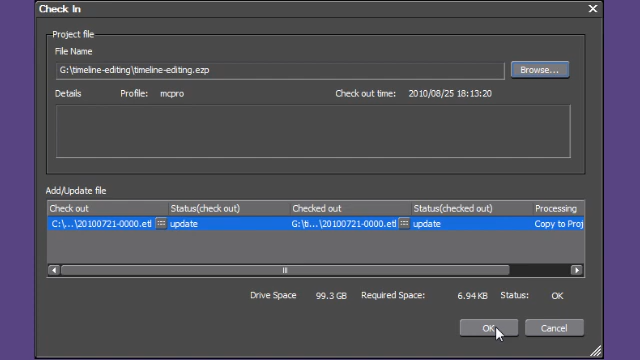 Check In
Project file
File Name
G:\timeline-editing\timeline-editing.ezp
Browse...
Details Profile: mcpro Check out time: 2010/08/25 18:13:20
Add/Update file
Check out Status(check out) Checked out Status(checked out) Processing
C:\...\20100721-0000.etl update G:\ti...\20100721-0000.etl update Copy to Proj
Drive Space 99.3 GB Required Space: 6.94 KB Status: OK
OK Cancel